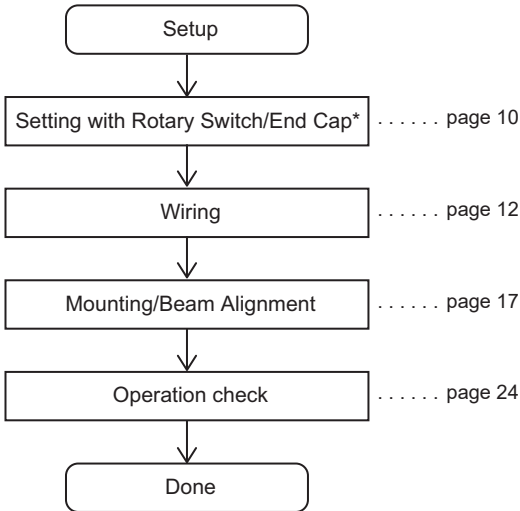 Setup
Setting with Rotary Switch/End Cap* . . . . . . page 10
Wiring . . . . . . page 12
Mounting/Beam Alignment . . . . . . page 17
Operation check . . . . . . page 24
Done